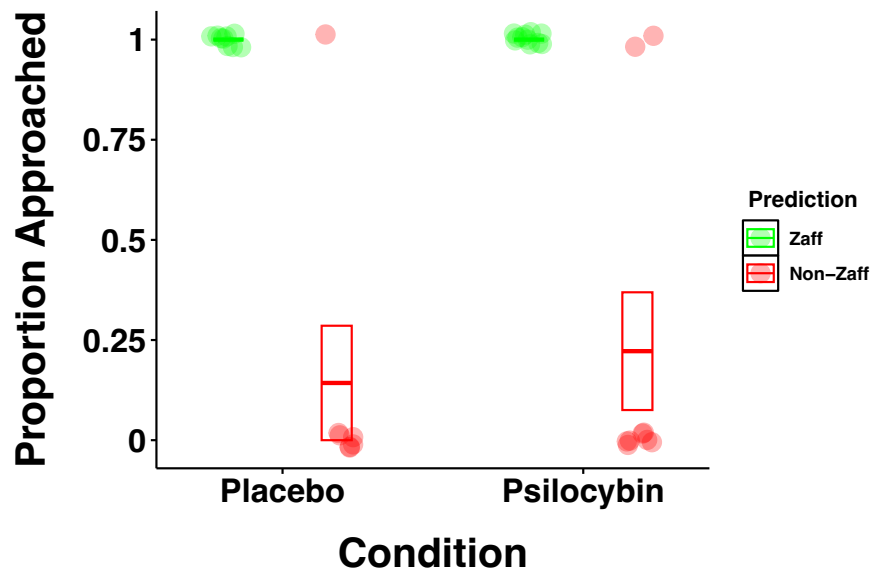 Proportion Approached
1
0.75
0.5
0.25
0
Placebo
Psilocybin
Condition
Prediction
Zaff
Non−Zaff